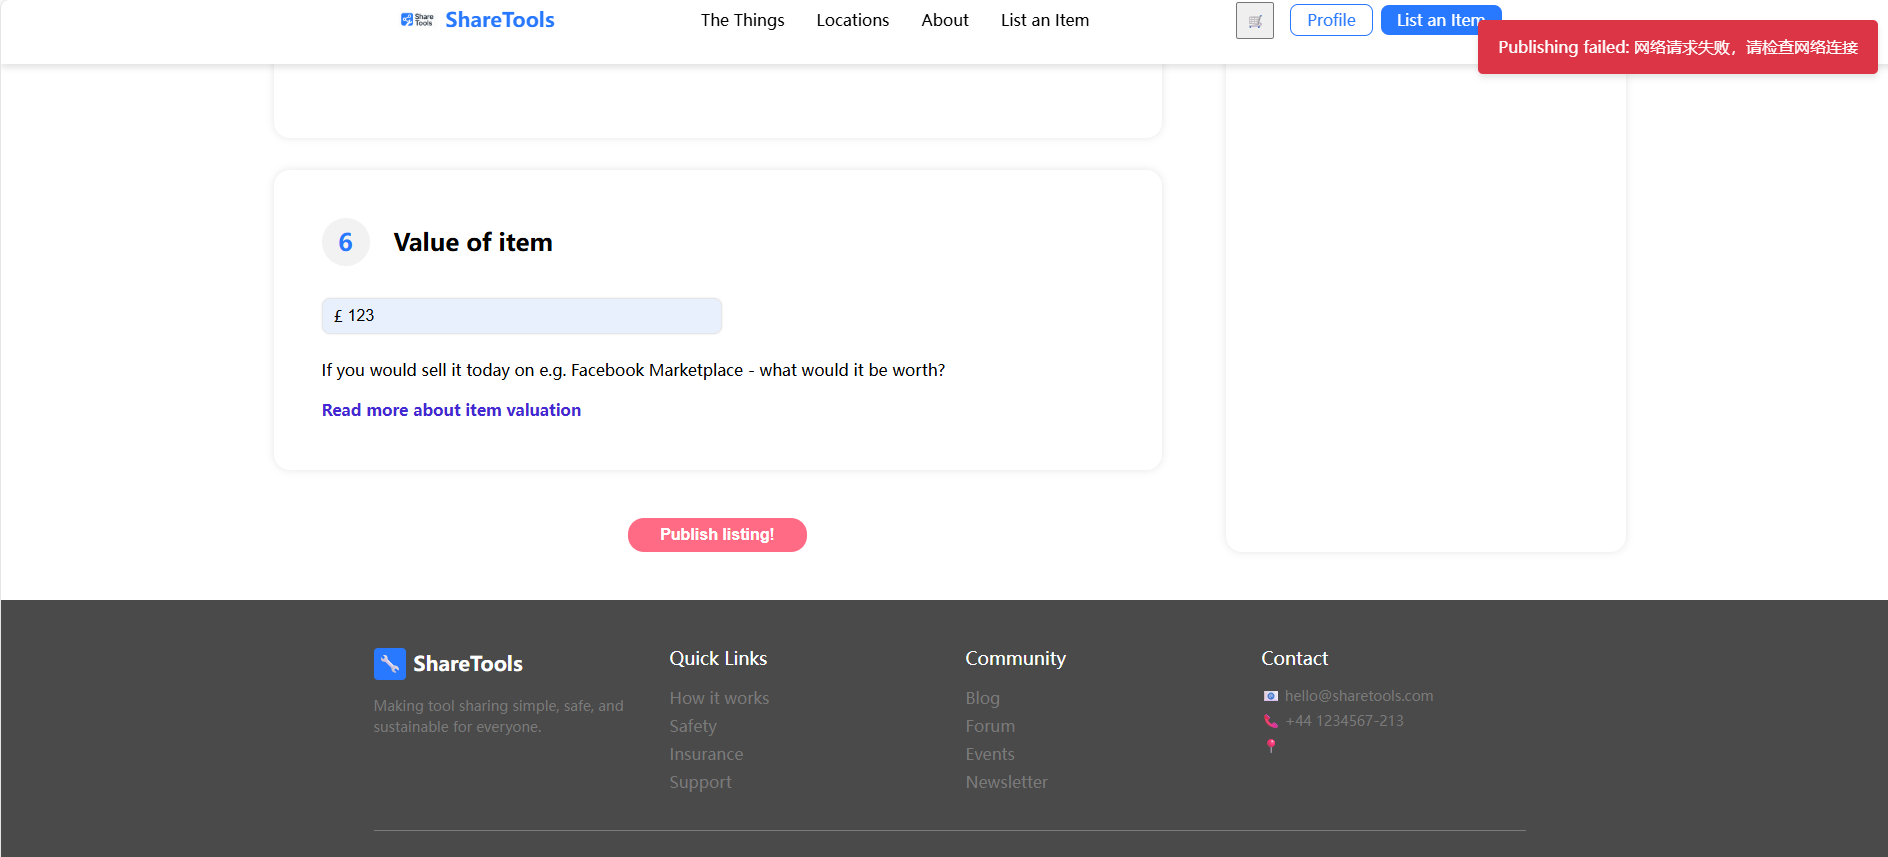 Share
Tools
ShareTools
The Things
Locations
About
List an Item
Profile
List an Item
Publishing failed: 网络请求失败，请检查网络连接
6
Value of item
£ 123
If you would sell it today on e.g. Facebook Marketplace - what would it be worth?
Read more about item valuation
Publish listing!
ShareTools
Making tool sharing simple, safe, and
sustainable for everyone.
Quick Links
How it works
Safety
Insurance
Support
Community
Blog
Forum
Events
Newsletter
Contact
hello@sharetools.com
+44 1234567-213